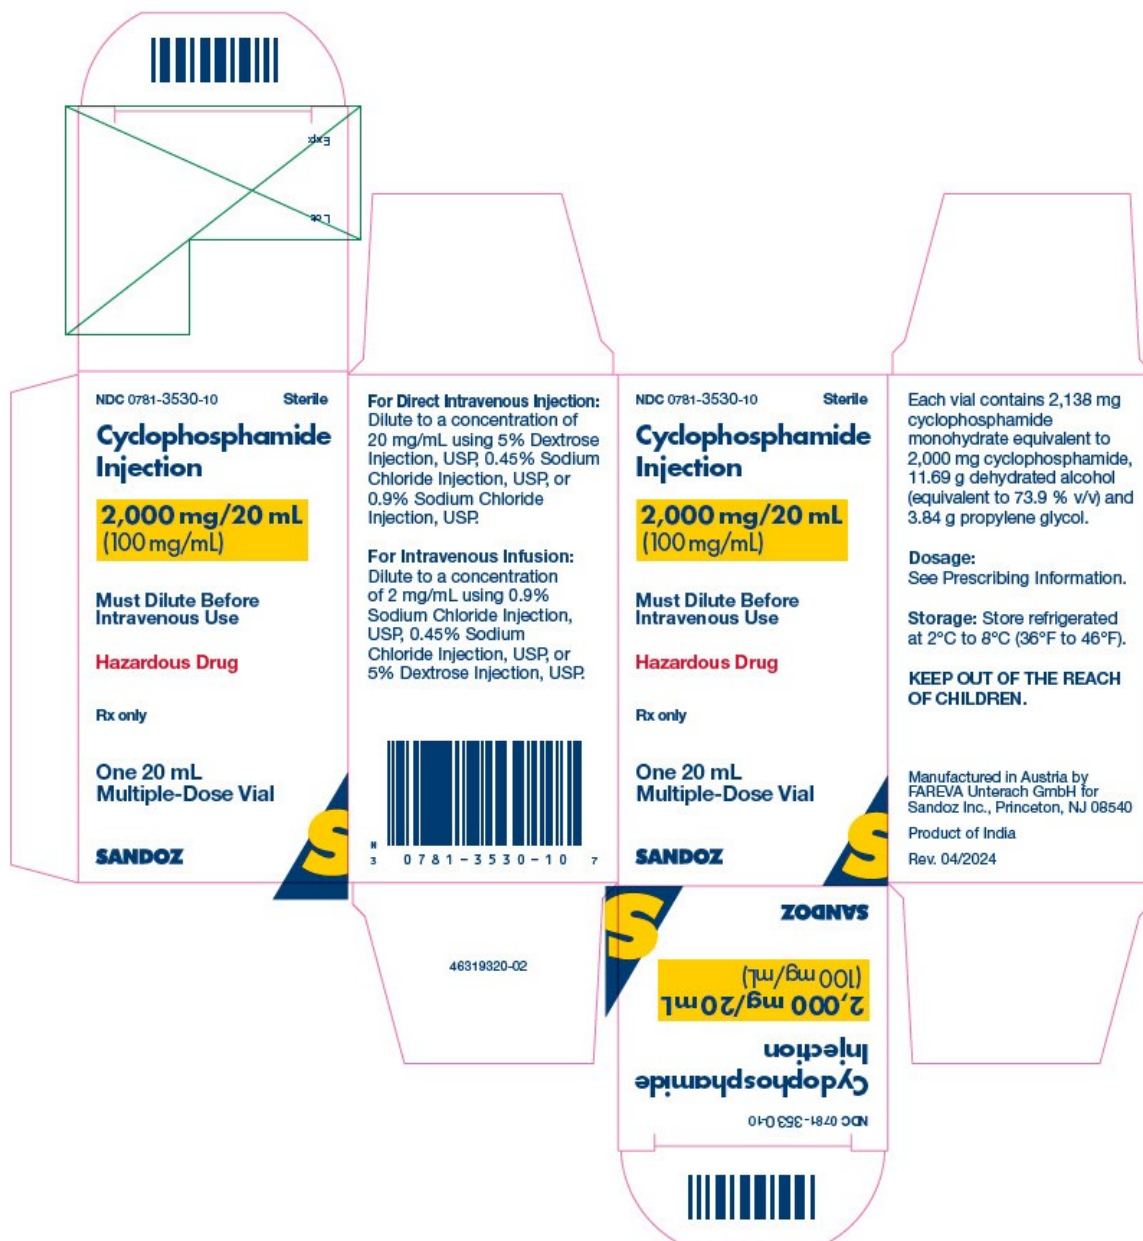 Exp:
Lot:
NDC 0781-3530-10 Sterile
Cyclophosphamide
Injection
2,000 mg/20 mL
(100 mg/mL)
Must Dilute Before
Intravenous Use
Hazardous Drug
Rx only
One 20 mL
Multiple-Dose Vial
SANDOZ
S
For Direct Intravenous Injection:
Dilute to a concentration of
20 mg/mL using 5% Dextrose
Injection, USP, 0.45% Sodium
Chloride Injection, USP, or
0.9% Sodium Chloride
Injection, USP.
For Intravenous Infusion:
Dilute to a concentration
of 2 mg/mL using 0.9%
Sodium Chloride Injection,
USP, 0.45% Sodium
Chloride Injection, USP, or
5% Dextrose Injection, USP.
N
3 0781-3530-10 7
46319320-02
NDC 0781-3530-10 Sterile
Cyclophosphamide
Injection
2,000 mg/20 mL
(100 mg/mL)
Must Dilute Before
Intravenous Use
Hazardous Drug
Rx only
One 20 mL
Multiple-Dose Vial
SANDOZ
S
Each vial contains 2,138 mg
cyclophosphamide
monohydrate equivalent to
2,000 mg cyclophosphamide,
11.69 g dehydrated alcohol
(equivalent to 73.9 % v/v) and
3.84 g propylene glycol.
Dosage:
See Prescribing Information.
Storage: Store refrigerated
at 2°C to 8°C (36°F to 46°F).
KEEP OUT OF THE REACH
OF CHILDREN.
Manufactured in Austria by
FAREVA Unterach GmbH for
Sandoz Inc., Princeton, NJ 08540
Product of India
Rev. 04/2024
NDC 0781-3530-10
Cyclophosphamide
Injection
2,000 mg/20 mL
(100 mg/mL)
SANDOZ
S